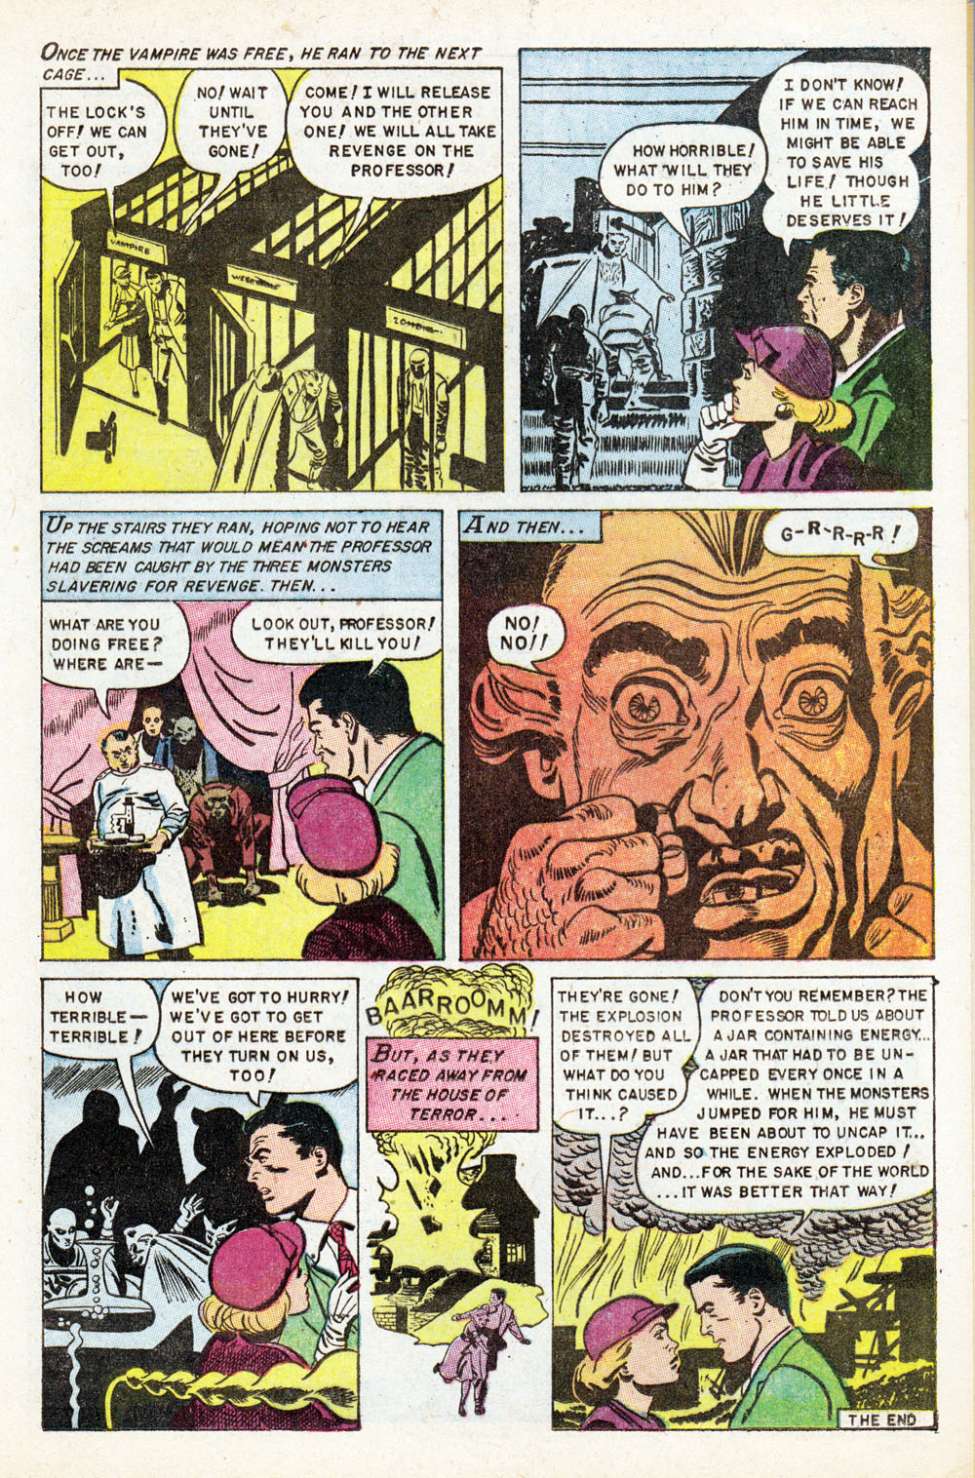 ONCE THE VAMPIRE WAS FREE, HE RAN TO THE NEXT
CAGE...
THE LOCK'S
OFF! WE CAN
GET OUT,
TOO!
NO! WAIT
UNTIL
THEY'VE
GONE!
COME! I WILL RELEASE
YOU AND THE OTHER
ONE! WE WILL ALL TAKE
REVENGE ON THE
PROFESSOR!
VAMPIRE
HOW HORRIBLE!
WHAT WILL THEY
DO TO HIM?
I DON'T KNOW!
IF WE CAN REACH
HIM IN TIME, WE
MIGHT BE ABLE
TO SAVE HIS
LIFE! THOUGH
HE LITTLE
DESERVES IT!
UP THE STAIRS THEY RAN, HOPING NOT TO HEAR
THE SCREAMS THAT WOULD MEAN THE PROFESSOR
HAD BEEN CAUGHT BY THE THREE MONSTERS
SLAVERING FOR REVENGE. THEN...
WHAT ARE YOU
DOING FREE?
WHERE ARE—
LOOK OUT, PROFESSOR!
THEY'LL KILL YOU!
AND THEN...
NO!
NO!!
G-R-R-R-R!
HOW
TERRIBLE—
TERRIBLE!
WE'VE GOT TO HURRY!
WE'VE GOT TO GET
OUT OF HERE BEFORE
THEY TURN ON US,
TOO!
BAARROOMM!
BUT, AS THEY
RACED AWAY FROM
THE HOUSE OF
TERROR....
THEY'RE GONE!
THE EXPLOSION
DESTROYED ALL
OF THEM! BUT
WHAT DO YOU
THINK CAUSED
IT...?
DON'T YOU REMEMBER? THE
PROFESSOR TOLD US ABOUT
A JAR CONTAINING ENERGY...
A JAR THAT HAD TO BE UN-
CAPPED EVERY ONCE IN A
WHILE. WHEN THE MONSTERS
JUMPED FOR HIM, HE MUST
HAVE BEEN ABOUT TO UNCAP IT...
AND SO THE ENERGY EXPLODED!
AND...FOR THE SAKE OF THE WORLD
...IT WAS BETTER THAT WAY!
THE END